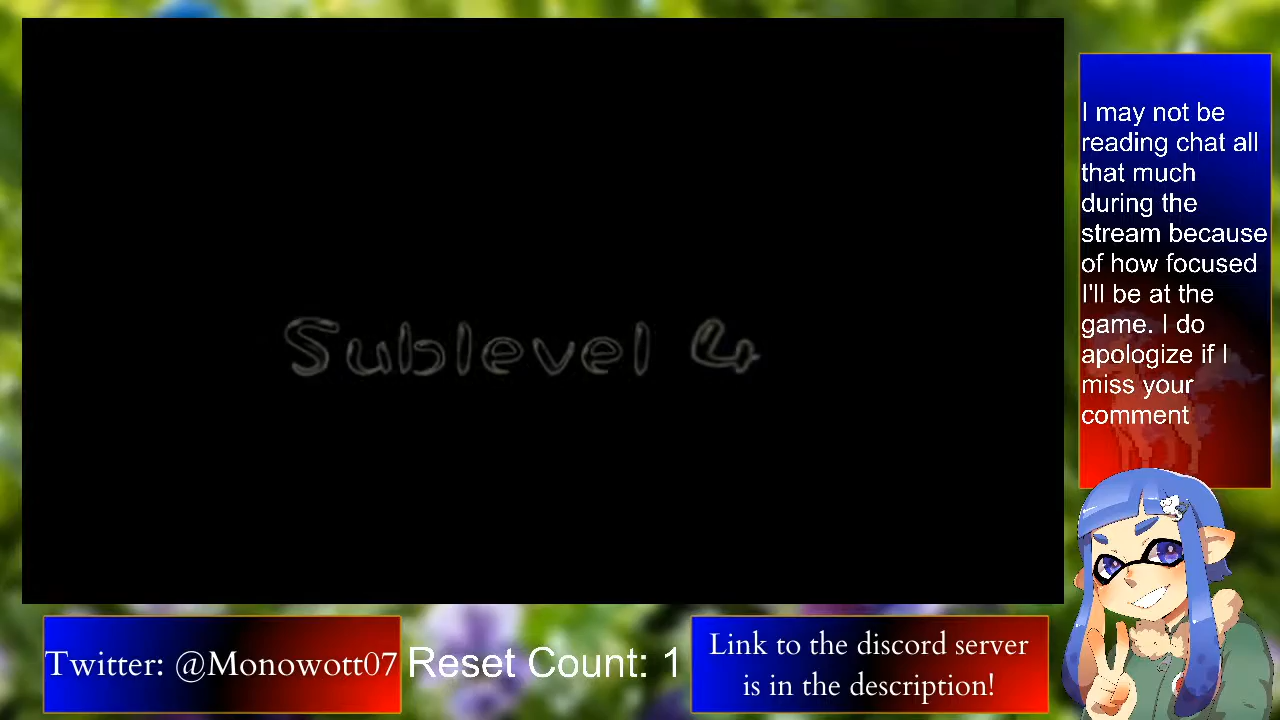 Sublevel 4
I may not be
reading chat all
that much
during the
stream because
of how focused
I'll be at the
game. I do
apologize if I
miss your
comment
Twitter: @Monowott07
Reset Count: 1
Link to the discord server
is in the description!